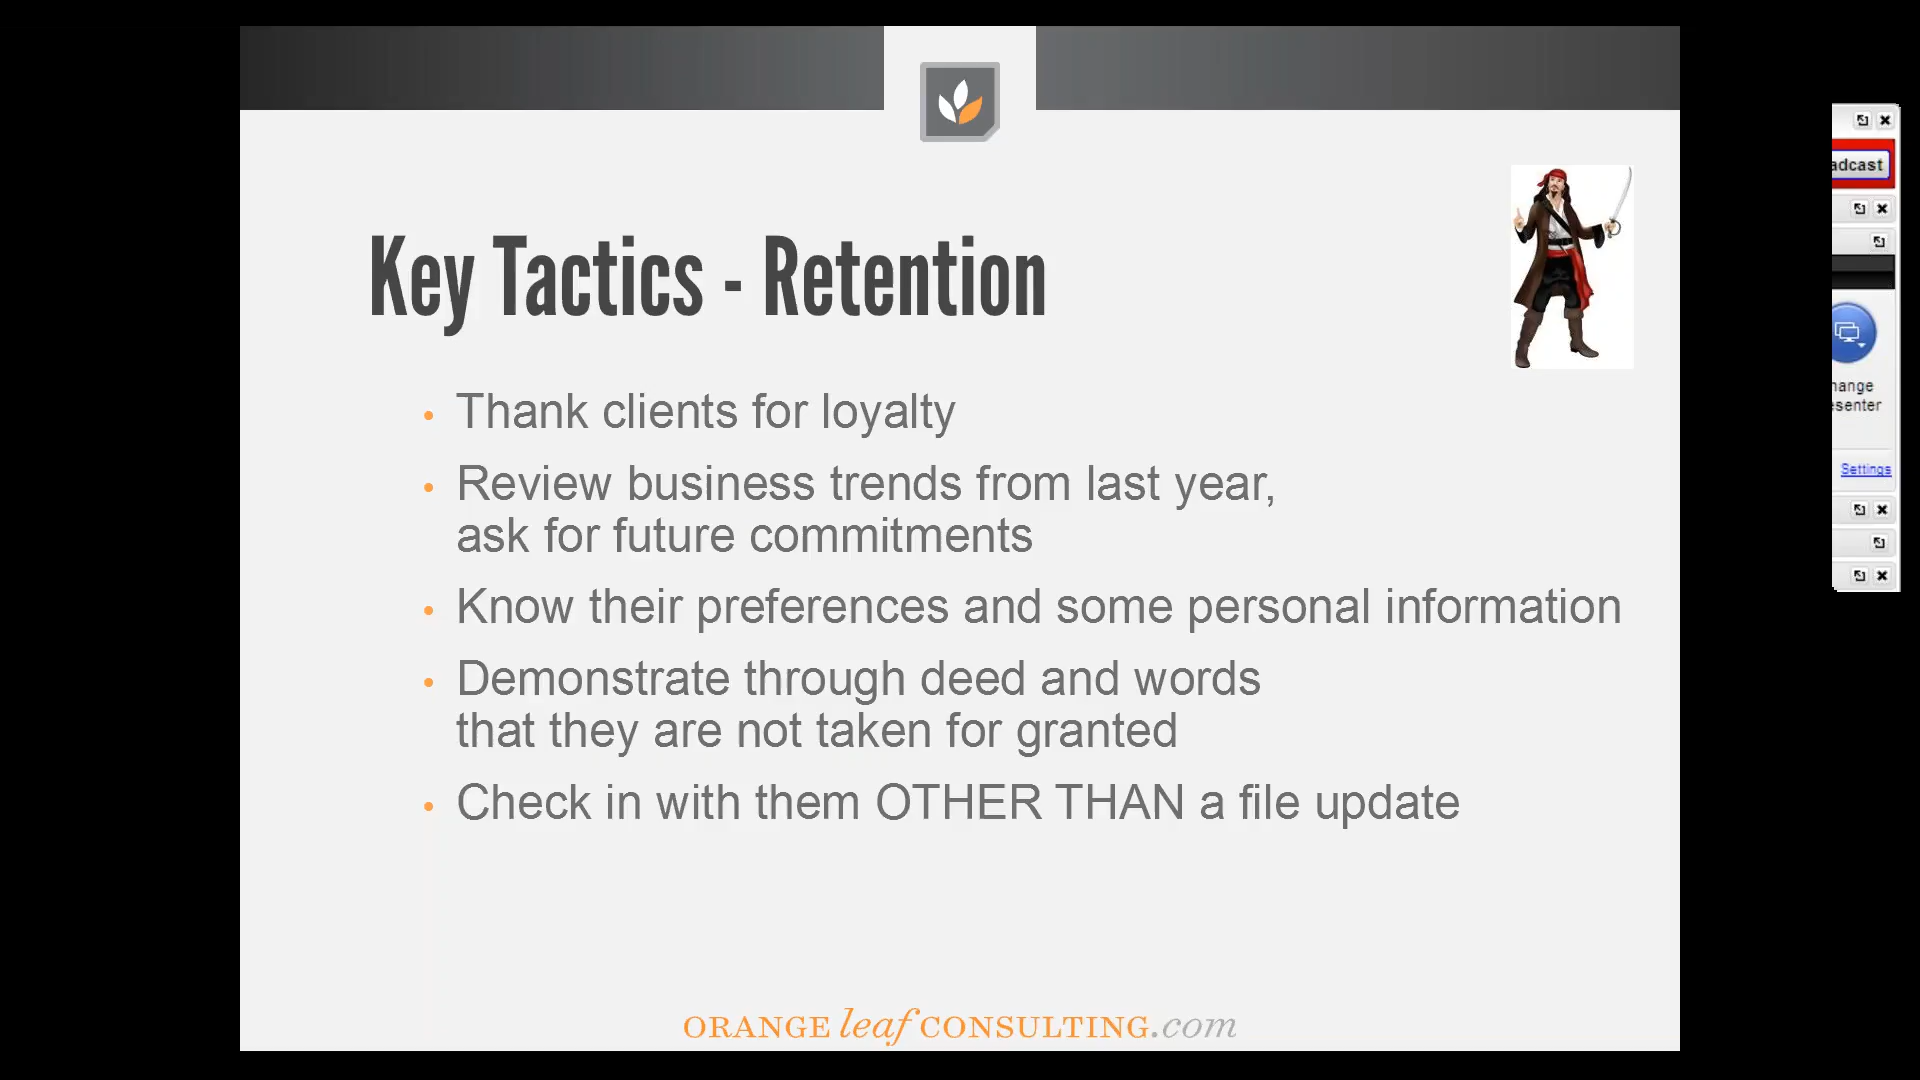 Key Tactics - Retention
• Thank clients for loyalty
• Review business trends from last year,
ask for future commitments
• Know their preferences and some personal information
• Demonstrate through deed and words
that they are not taken for granted
• Check in with them OTHER THAN a file update
ORANGE leaf CONSULTING.com
adcast
hange
senter
Settings